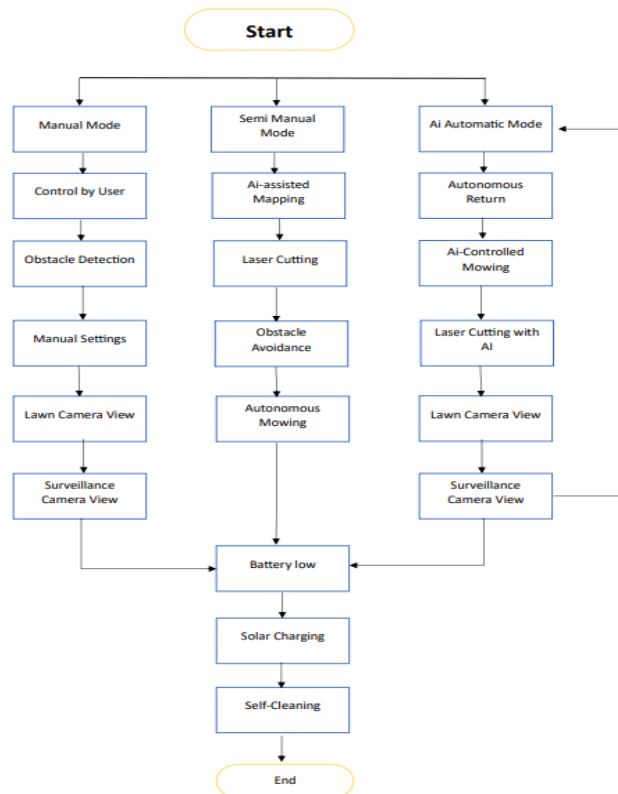 Start
Manual Mode
Semi Manual
Mode
Ai Automatic Mode
Control by User
Ai-assisted
Mapping
Autonomous
Return
Obstacle Detection
Laser Cutting
Ai-Controlled
Mowing
Manual Settings
Obstacle
Avoidance
Laser Cutting with
AI
Lawn Camera View
Autonomous
Mowing
Lawn Camera View
Surveillance
Camera View
Surveillance
Camera View
Battery low
Solar Charging
Self-Cleaning
End